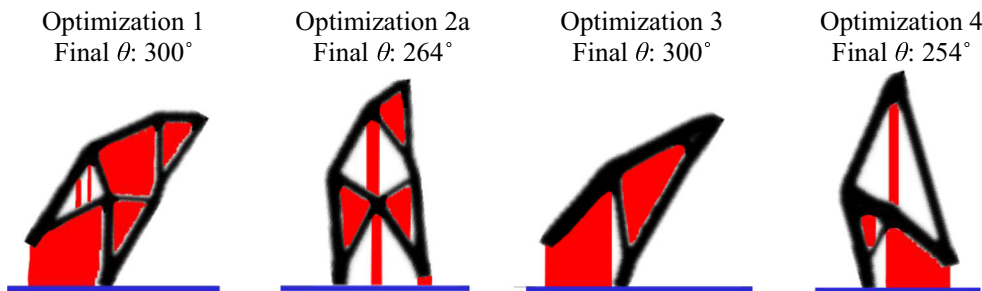 Optimization 1
Final θ: 300°
Optimization 2a
Final θ: 264°
Optimization 3
Final θ: 300°
Optimization 4
Final θ: 254°